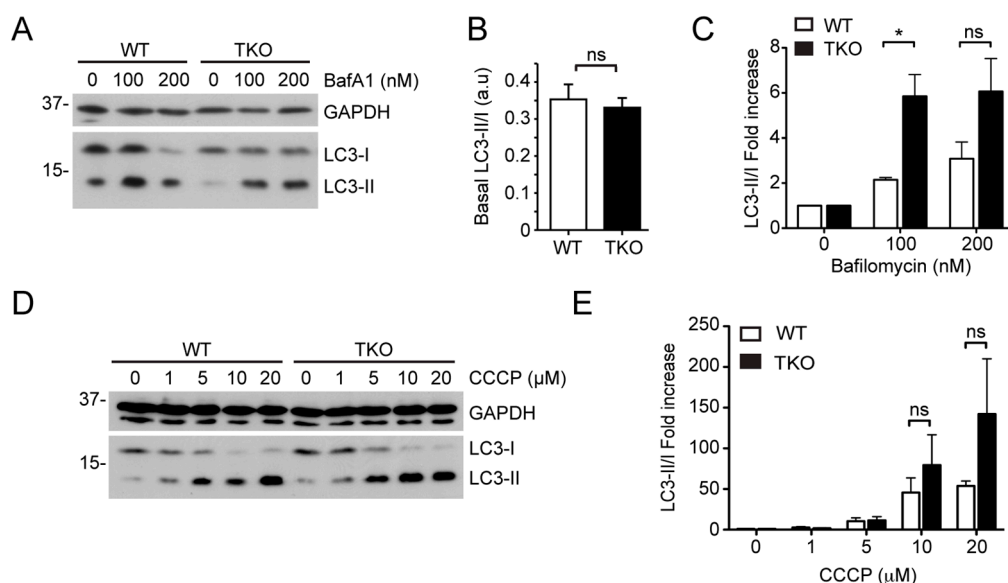 A
WT TKO
0 100 200 0 100 200 BafA1 (nM)
37- GAPDH
LC3-I
15-
LC3-II
B
ns
Basal LC3-II/I (a.u)
0.4
0.3
0.2
0.1
0
WT TKO
C
WT
TKO
* ns
LC3-II/I Fold increase
8
6
4
2
0
0 100 200
Bafilomycin (nM)
D
WT TKO
0 1 5 10 20 0 1 5 10 20 CCCP (µM)
37-
GAPDH
LC3-I
15-
LC3-II
E
WT
TKO
ns
ns
LC3-II/I Fold increase
250
200
150
100
50
0
0 1 5 10 20
CCCP (µM)